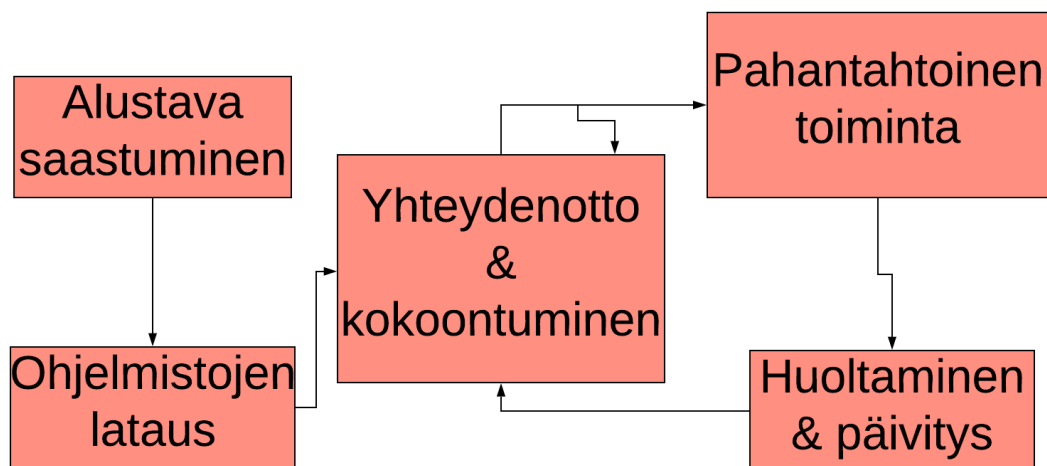 Alustava
saastuminen
Ohjelmistojen
lataus
Yhteydenotto
&
kokoontuminen
Pahantahtoinen
toiminta
Huoltaminen
& päivitys